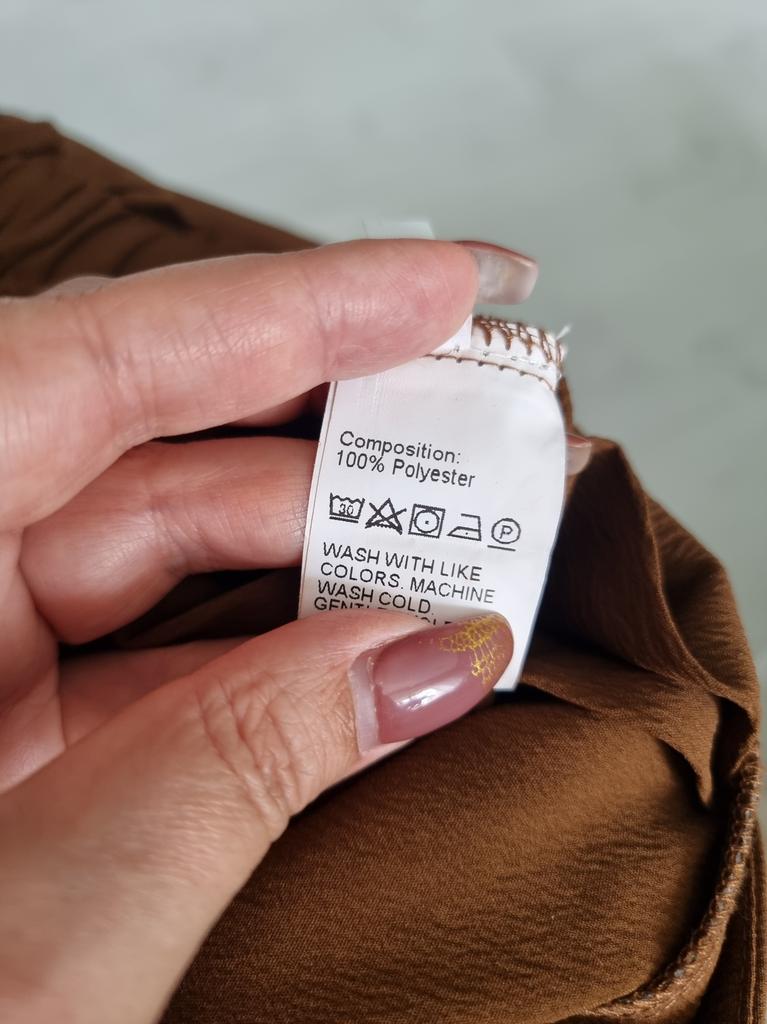 Composition:
100% Polyester
30
P
WASH WITH LIKE
COLORS. MACHINE
WASH COLD.